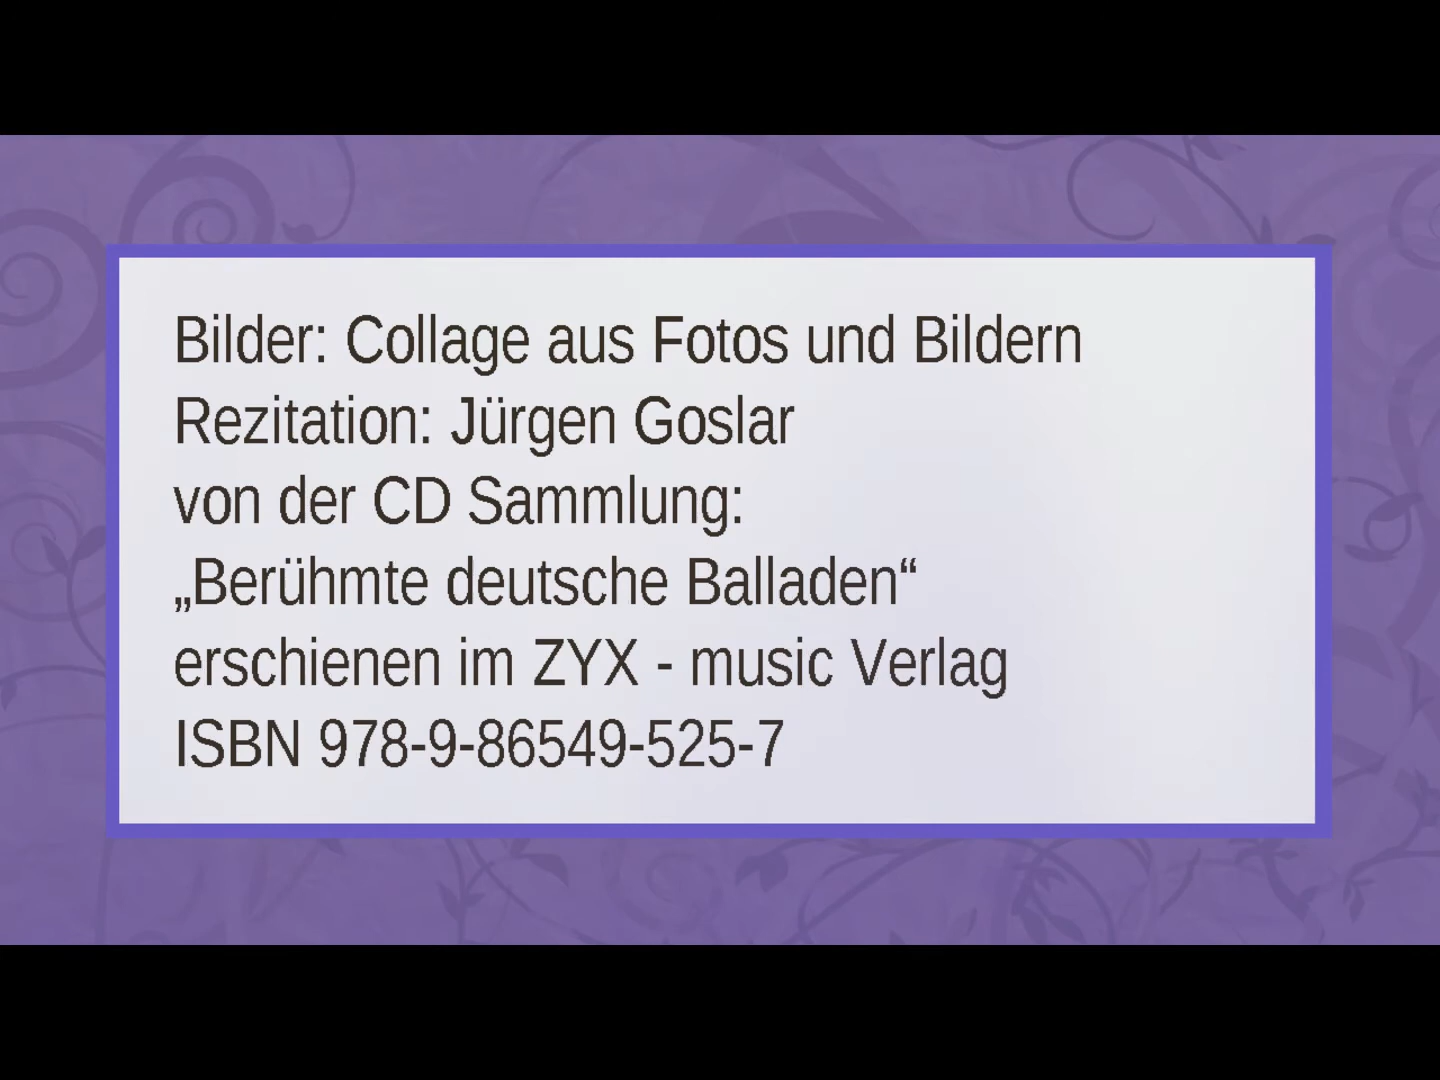 Bilder: Collage aus Fotos und Bildern
Rezitation: Jürgen Goslar
von der CD Sammlung:
„Berühmte deutsche Balladen“
erschienen im ZYX - music Verlag
ISBN 978-9-86549-525-7